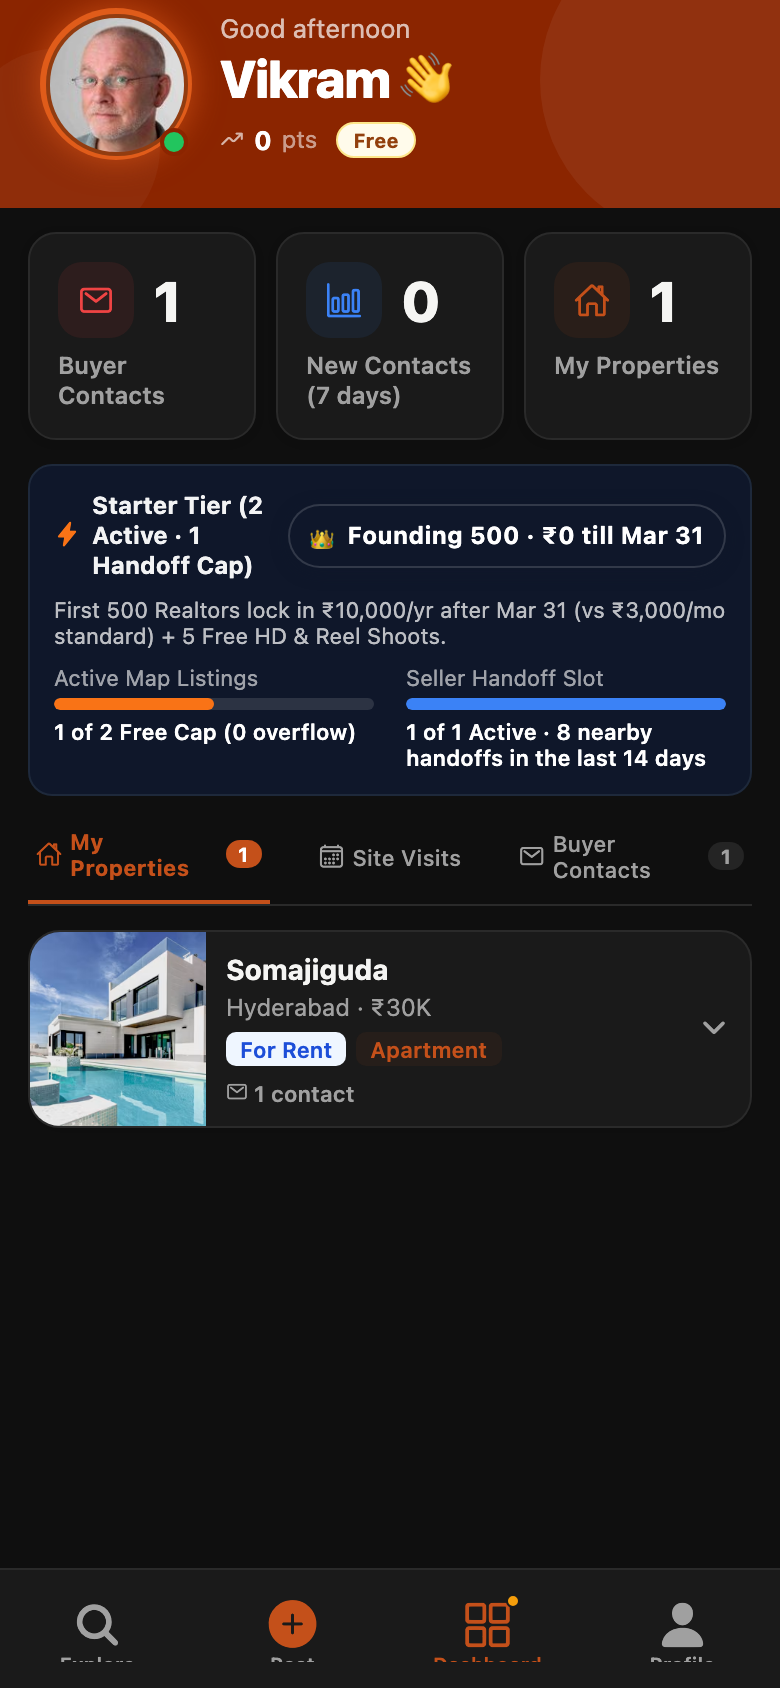 Good afternoon
Vikram 👋
0 pts
Free
1
Buyer
Contacts
0
New Contacts
(7 days)
1
My Properties
Starter Tier (2
Active · 1
Handoff Cap)
👑 Founding 500 · ₹0 till Mar 31
First 500 Realtors lock in ₹10,000/yr after Mar 31 (vs ₹3,000/mo
standard) + 5 Free HD & Reel Shoots.
Active Map Listings
1 of 2 Free Cap (0 overflow)
Seller Handoff Slot
1 of 1 Active · 8 nearby
handoffs in the last 14 days
My
Properties
1
Site Visits
Buyer
Contacts
1
Somajiguda
Hyderabad · ₹30K
For Rent
Apartment
1 contact
Explore
Post
Dashboard
Profile